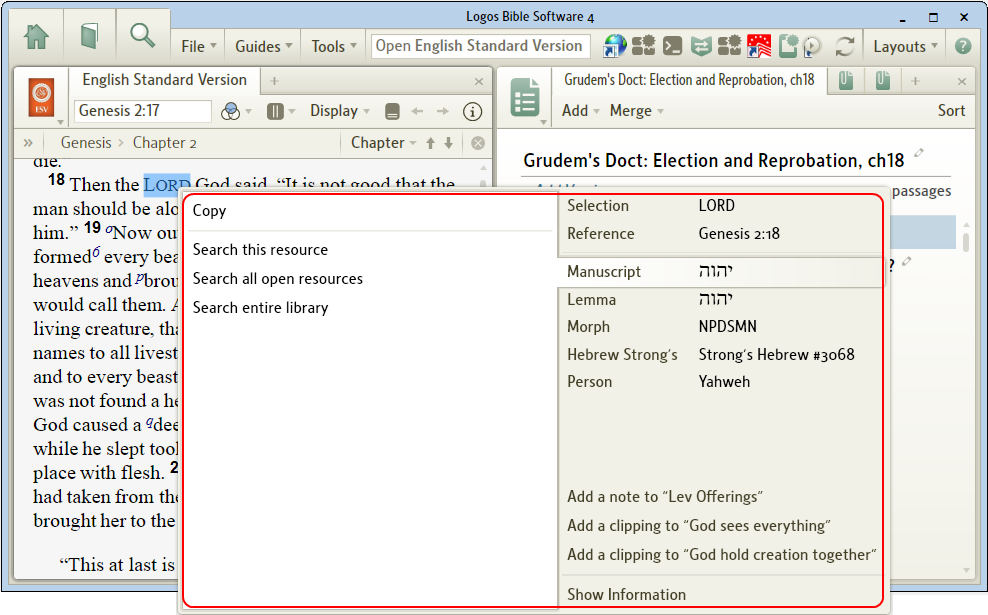 Logos Bible Software 4
File Guides Tools Open English Standard Version Layouts ?
English Standard Version
ESV
Genesis 2:17 Display
» Genesis > Chapter 2 Chapter
die.
18 Then the LORD God said, “It is not good that the
man should be alo
him.” 19 oNow ou
formed6 every bea
heavens and pbrou
would call them. A
living creature, tha
names to all livest
and to every beast
was not found a he
God caused a qdee
while he slept took
place with flesh. 2
had taken from the
brought her to the
“This at last is
Grudem's Doct: Election and Reprobation, ch18
Add Merge Sort
Grudem's Doct: Election and Reprobation, ch18
passages
?
Copy
Search this resource
Search all open resources
Search entire library
Selection LORD
Reference Genesis 2:18
Manuscript יהוה
Lemma יהוה
Morph NPDSMN
Hebrew Strong's Strong's Hebrew #3068
Person Yahweh
Add a note to “Lev Offerings”
Add a clipping to “God sees everything”
Add a clipping to “God hold creation together”
Show Information